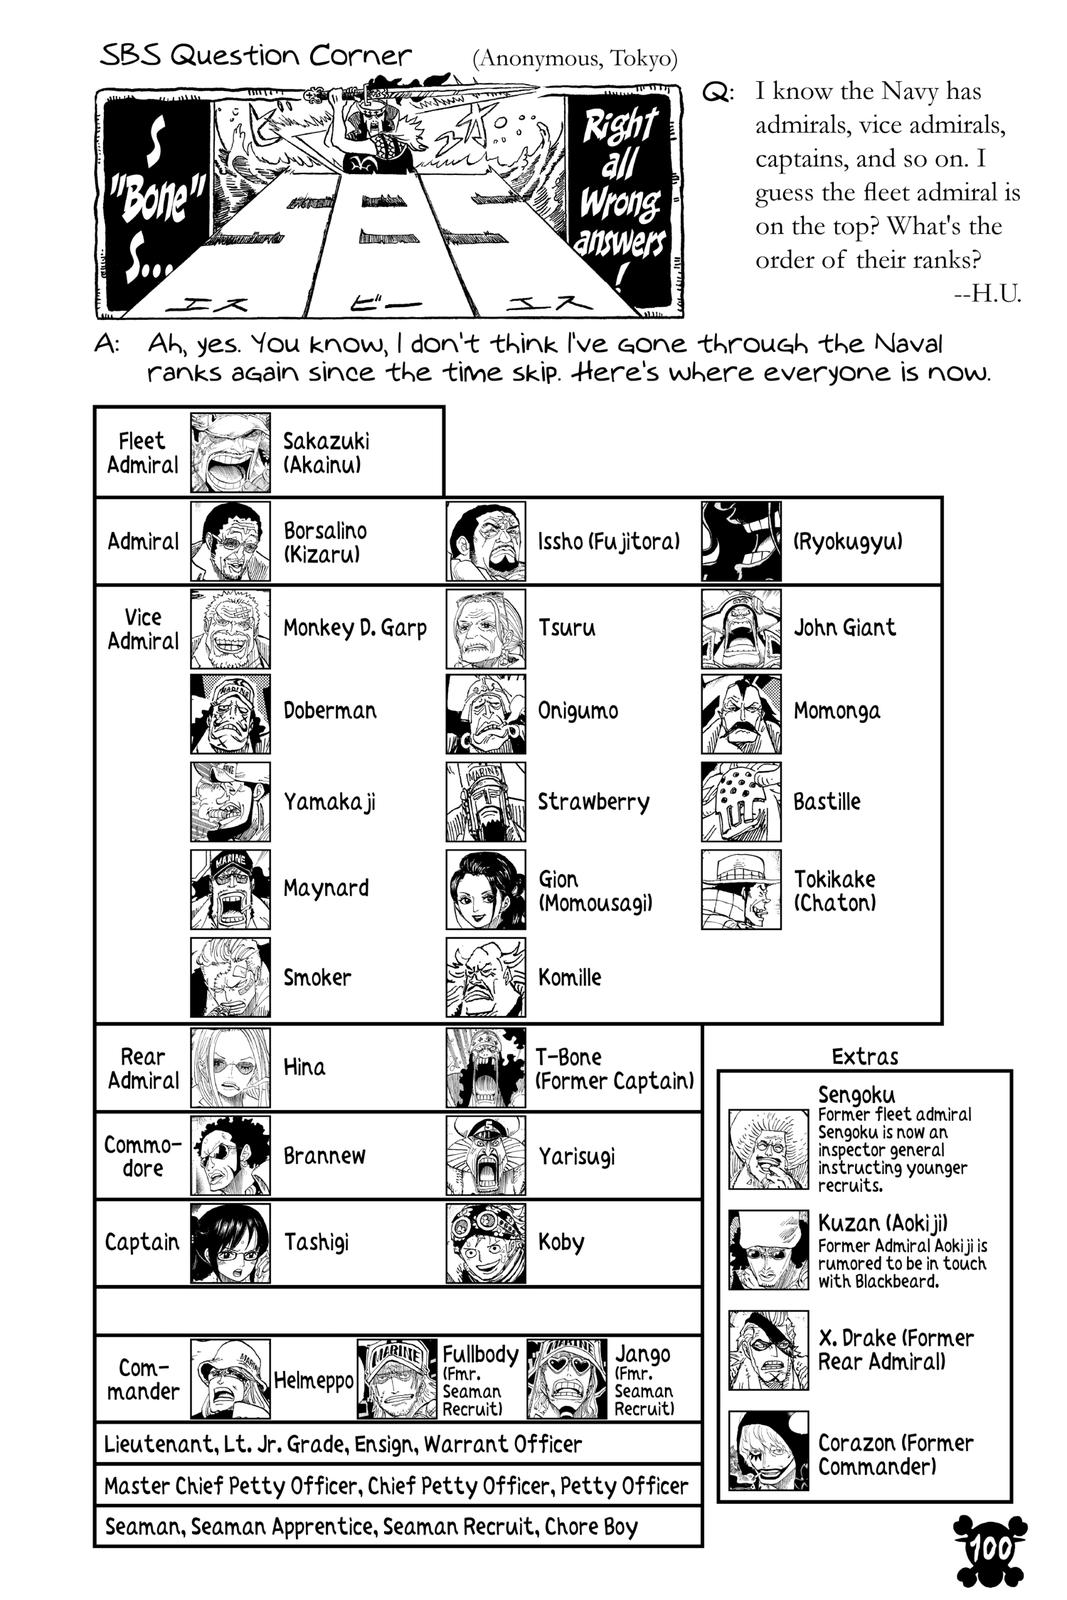 SBS Question Corner
(Anonymous, Tokyo)
S
"Bone"
S...
Right
all
Wrong
answers
!
エス ビー エス
Q: I know the Navy has
admirals, vice admirals,
captains, and so on. I
guess the fleet admiral is
on the top? What's the
order of their ranks?
--H.U.
A: Ah, yes. You know, I don't think I've gone through the Naval
ranks again since the time skip. Here's where everyone is now.
Fleet
Admiral
Sakazuki
(Akainu)
Admiral
Borsalino
(Kizaru)
Issho (Fujitora)
(Ryokugyu)
Vice
Admiral
Monkey D. Garp
Tsuru
John Giant
Doberman
Onigumo
Momonga
Yamakaji
MARINE
Strawberry
Bastille
MARINE
Maynard
Gion
(Momousagi)
Tokikake
(Chaton)
Smoker
Komille
Rear
Admiral
Hina
T-Bone
(Former Captain)
Commo-
dore
Brannew
Yarisugi
Captain
Tashigi
Koby
Com-
mander
Helmeppo
MARINE
Fullbody
(Fmr.
Seaman
Recruit)
MARINE
Jango
(Fmr.
Seaman
Recruit)
Lieutenant, Lt. Jr. Grade, Ensign, Warrant Officer
Master Chief Petty Officer, Chief Petty Officer, Petty Officer
Seaman, Seaman Apprentice, Seaman Recruit, Chore Boy
Extras
Sengoku
Former fleet admiral
Sengoku is now an
inspector general
instructing younger
recruits.
Kuzan (Aokiji)
Former Admiral Aokiji is
rumored to be in touch
with Blackbeard.
X. Drake (Former
Rear Admiral)
Corazon (Former
Commander)
100